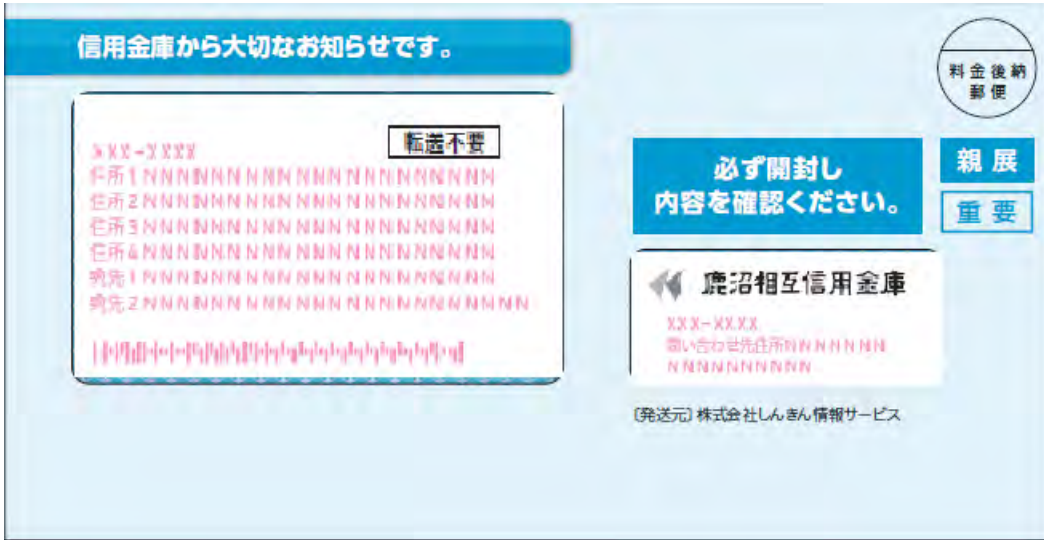 信用金庫から大切なお知らせです。
料金後納
郵便
転送不要
XXX-XXXX
住所1NNNNNNNNNNNNNNNNNNNN
住所2NNNNNNNNNNNNNNNNNNNN
住所3NNNNNNNNNNNNNNNNNNNN
住所4NNNNNNNNNNNNNNNNNNNN
宛先1NNNNNNNNNNNNNNNNNNNN
宛先2NNNNNNNNNNNNNNNNNNNNNN
必ず開封し
内容を確認ください。
親展
重要
鹿沼相互信用金庫
XXX-XXXX
問い合わせ先住所NNNNNNN
NNNNNNNNNN
〔発送元〕株式会社しんきん情報サービス